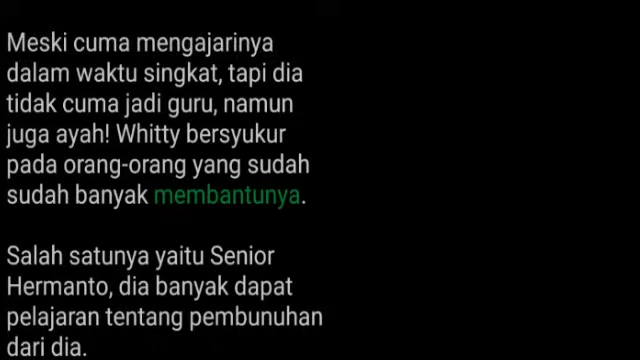 Meski cuma mengajarinya
dalam waktu singkat, tapi dia
tidak cuma jadi guru, namun
juga ayah! Whitty bersyukur
pada orang-orang yang sudah
sudah banyak membantunya.
Salah satunya yaitu Senior
Hermanto, dia banyak dapat
pelajaran tentang pembunuhan
dari dia.